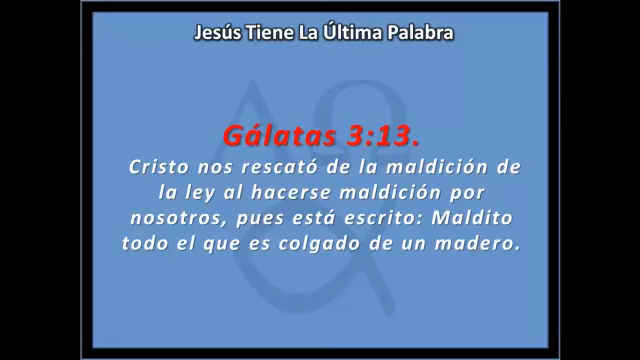 Jesús Tiene La Última Palabra
Gálatas 3:13.
Cristo nos rescató de la maldición de
la ley al hacerse maldición por
nosotros, pues está escrito: Maldito
todo el que es colgado de un madero.